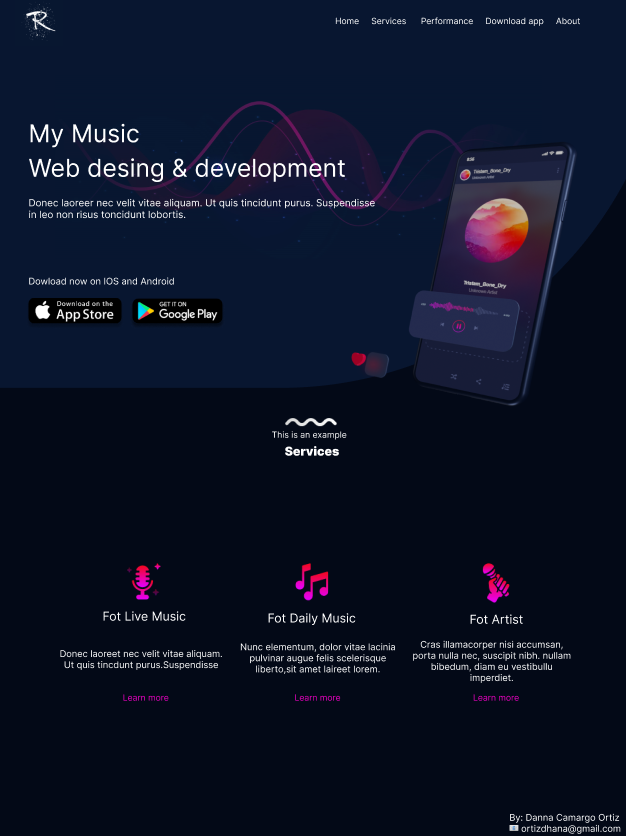 R
Home Services Performance Download app About
My Music
Web desing & development
Donec laoreer nec velit vitae aliquam. Ut quis tincidunt purus. Suspendisse
in leo non risus toncidunt lobortis.
9:36
Tristam_Bone_Dry
Unknown Artist
Tristam_Bone_Dry
Unknown Artist
Dowload now on IOS and Android
Download on the
App Store
GET IT ON
Google Play
This is an example
Services
Fot Live Music
Donec laoreet nec velit vitae aliquam.
Ut quis tincdunt purus.Suspendisse
Learn more
Fot Daily Music
Nunc elementum, dolor vitae lacinia
pulvinar augue felis scelerisque
liberto,sit amet laireet lorem.
Learn more
Fot Artist
Cras illamacorper nisi accumsan,
porta nulla nec, suscipit nibh. nullam
bibedum, diam eu vestibullu
imperdiet.
Learn more
By: Danna Camargo Ortiz
ortizdhana@gmail.com